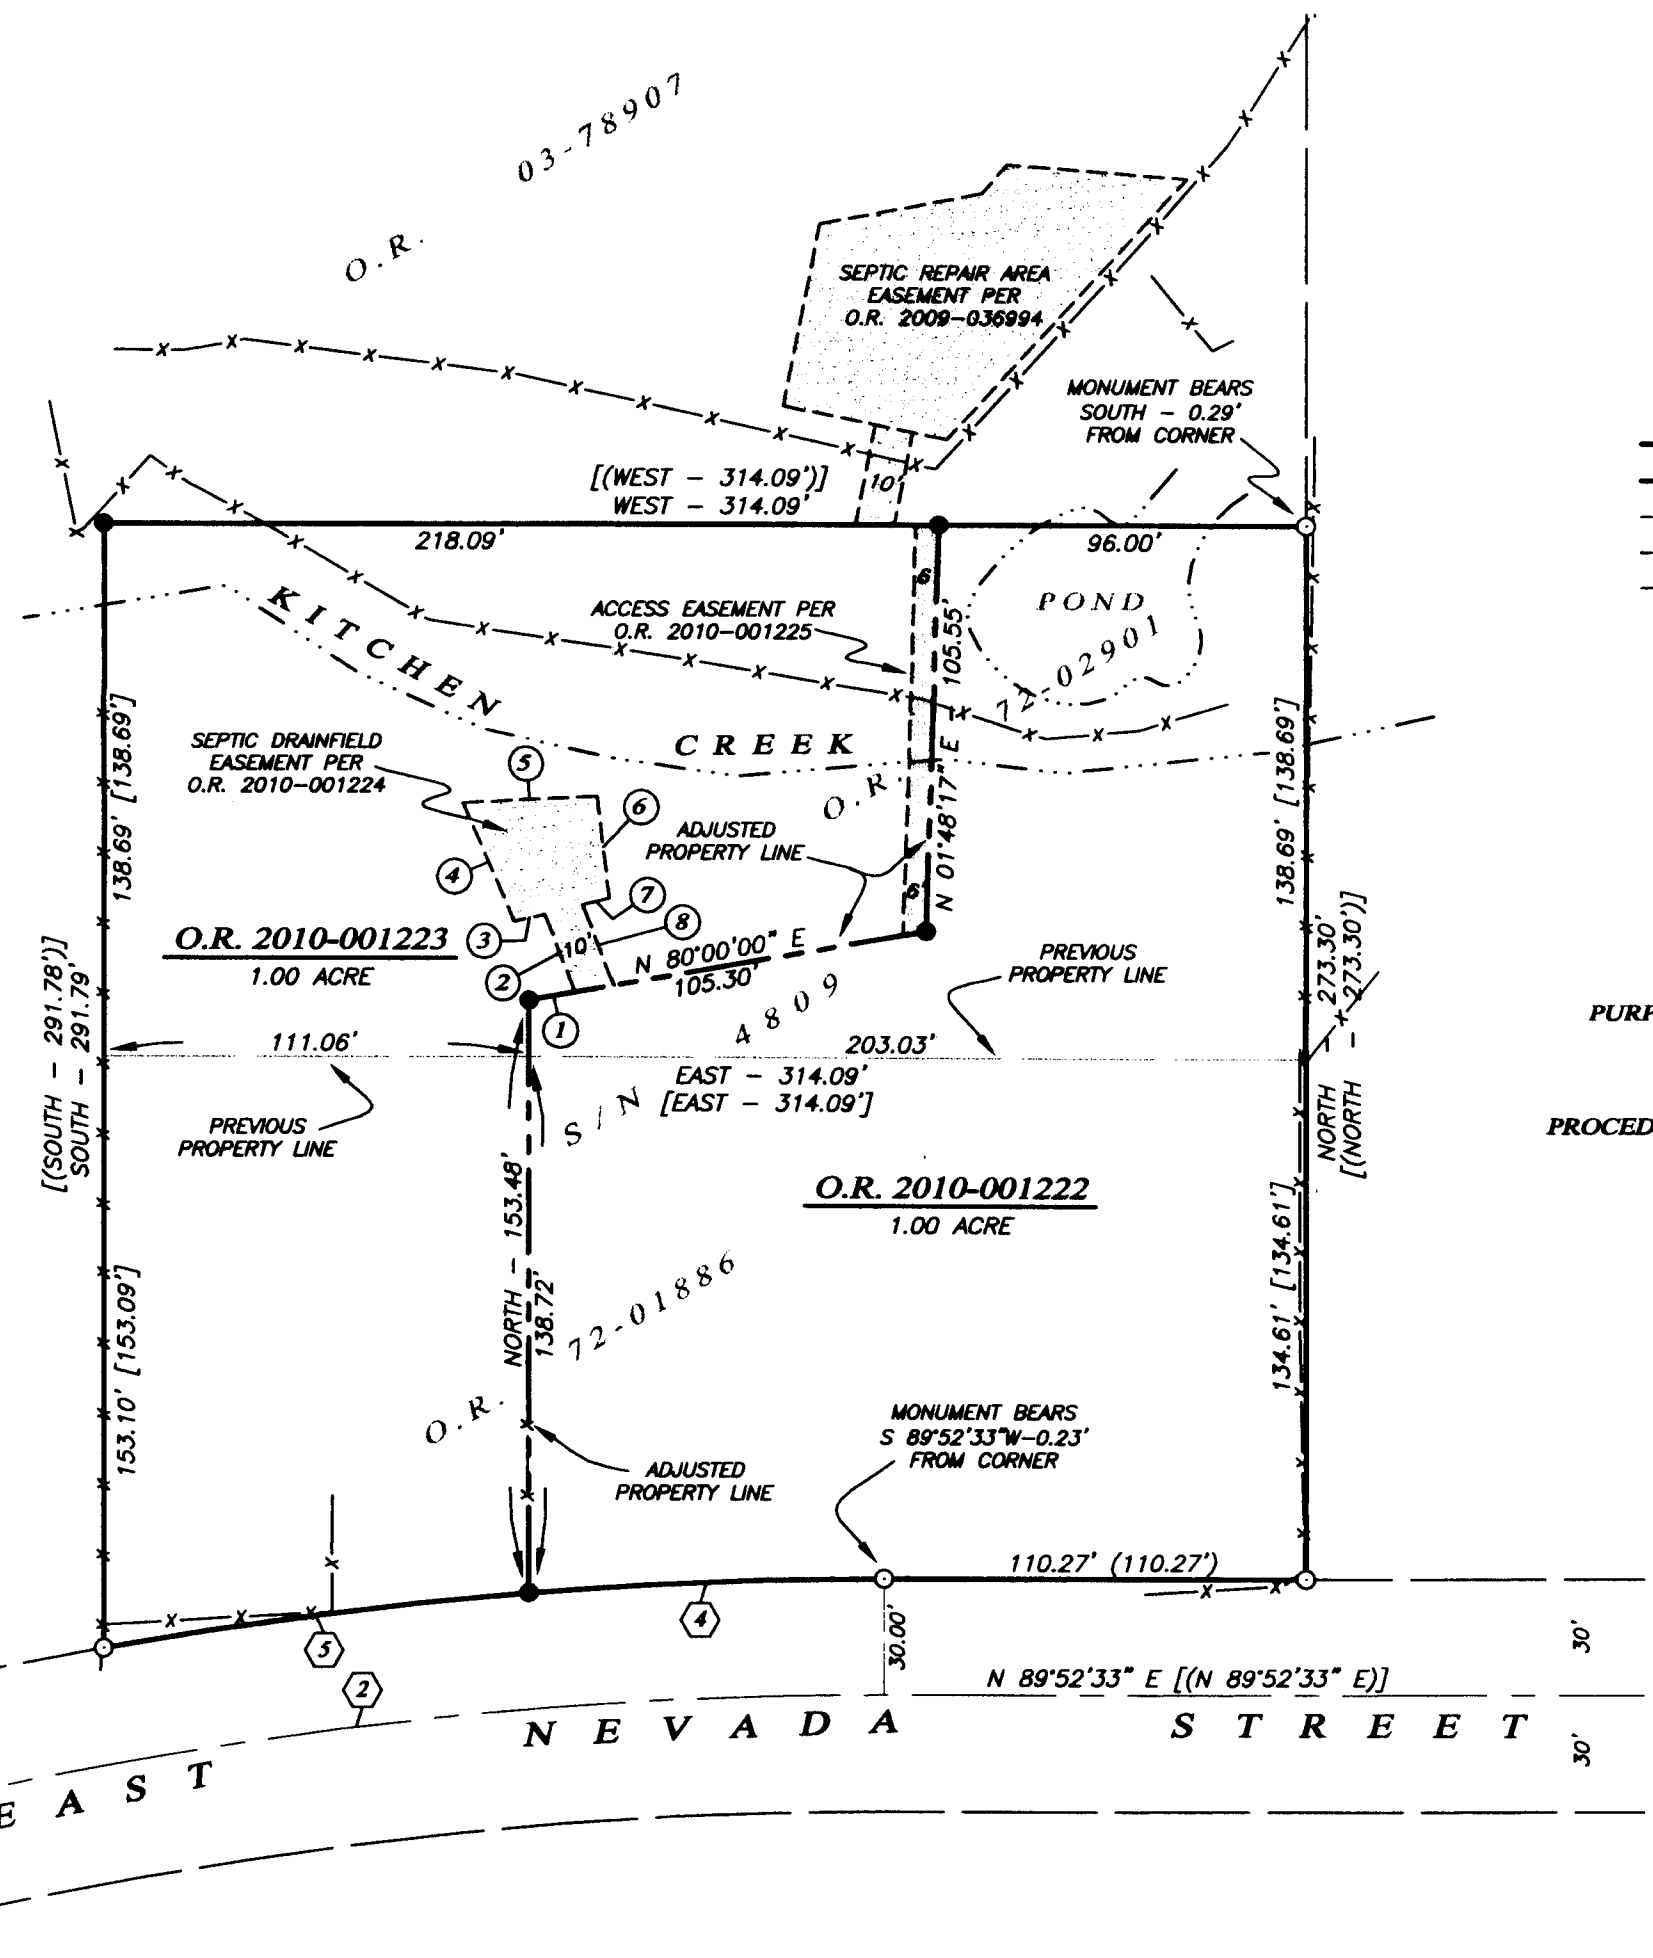 O.R. 03-78907
SEPTIC REPAIR AREA
EASEMENT PER
O.R. 2009-036994
MONUMENT BEARS
SOUTH - 0.29'
FROM CORNER
10'
[(WEST - 314.09')]
WEST - 314.09'
218.09'
96.00'
6'
POND
ACCESS EASEMENT PER
O.R. 2010-001225
105.55'
N 01°48'17" E
O.R. 72-02901
KITCHEN
CREEK
138.69' [138.69']
138.69' [138.69']
SEPTIC DRAINFIELD
EASEMENT PER
O.R. 2010-001224
5
6
4
7
3
8
2
1
10'
ADJUSTED
PROPERTY LINE
6'
O.R. 2010-001223
1.00 ACRE
N 80°00'00" E
105.30'
PREVIOUS
PROPERTY LINE
[(SOUTH - 291.78')]
SOUTH - 291.79'
NORTH - 273.30'
[(NORTH - 273.30')]
PURP
PROCED
111.06'
203.03'
EAST - 314.09'
[EAST - 314.09']
S/N 4809
PREVIOUS
PROPERTY LINE
O.R. 2010-001222
1.00 ACRE
NORTH - 153.48'
138.72'
O.R. 72-01886
153.10' [153.09']
134.61' [134.61']
MONUMENT BEARS
S 89°52'33"W-0.23'
FROM CORNER
ADJUSTED
PROPERTY LINE
110.27' (110.27')
4
5
2
30.00'
30'
N 89°52'33" E [(N 89°52'33" E)]
EAST NEVADA STREET
30'